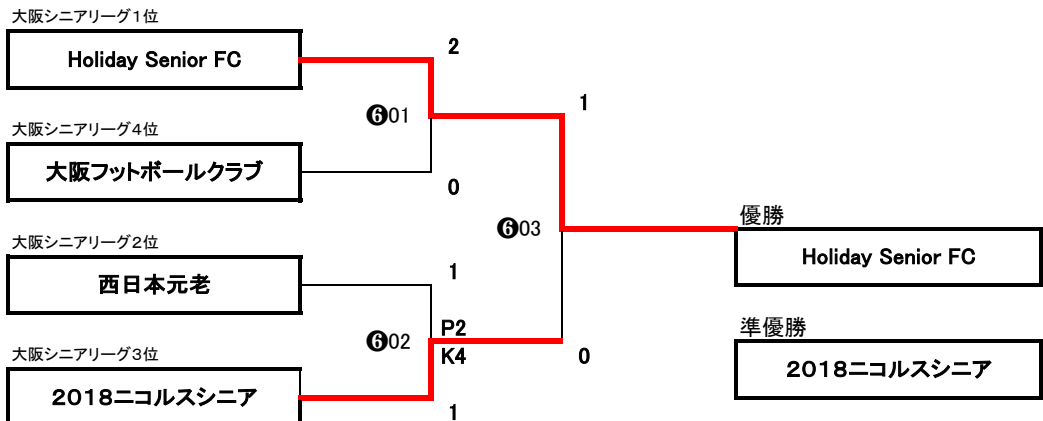 大阪シニアリーグ1位
Holiday Senior FC
2
❻01
1
大阪シニアリーグ4位
大阪フットボールクラブ
0
❻03
優勝
Holiday Senior FC
大阪シニアリーグ2位
西日本元老
1
❻02
P2
K4
0
準優勝
2018ニコルスシニア
大阪シニアリーグ3位
2018ニコルスシニア
1